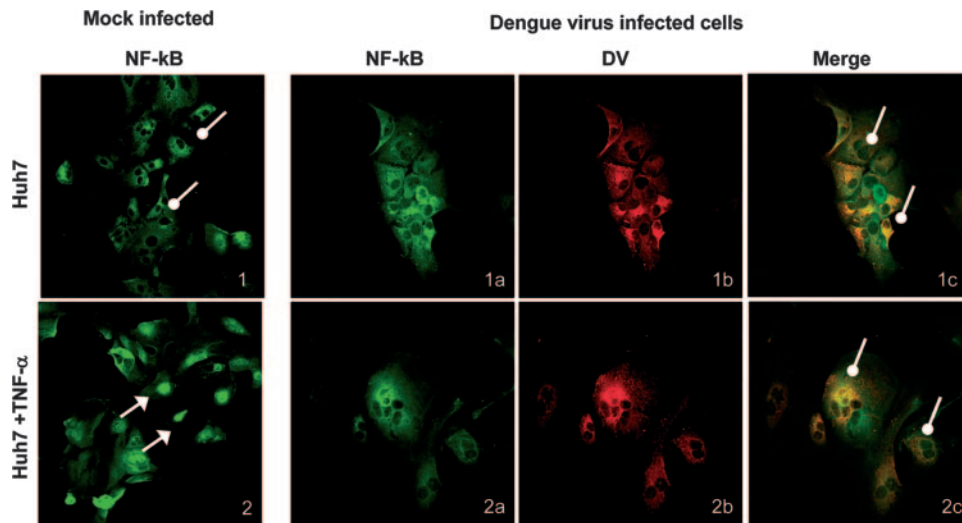 Mock infected
Dengue virus infected cells
NF-kB
NF-kB
DV
Merge
Huh7
1
1a
1b
1c
Huh7 +TNF-α
2
2a
2b
2c